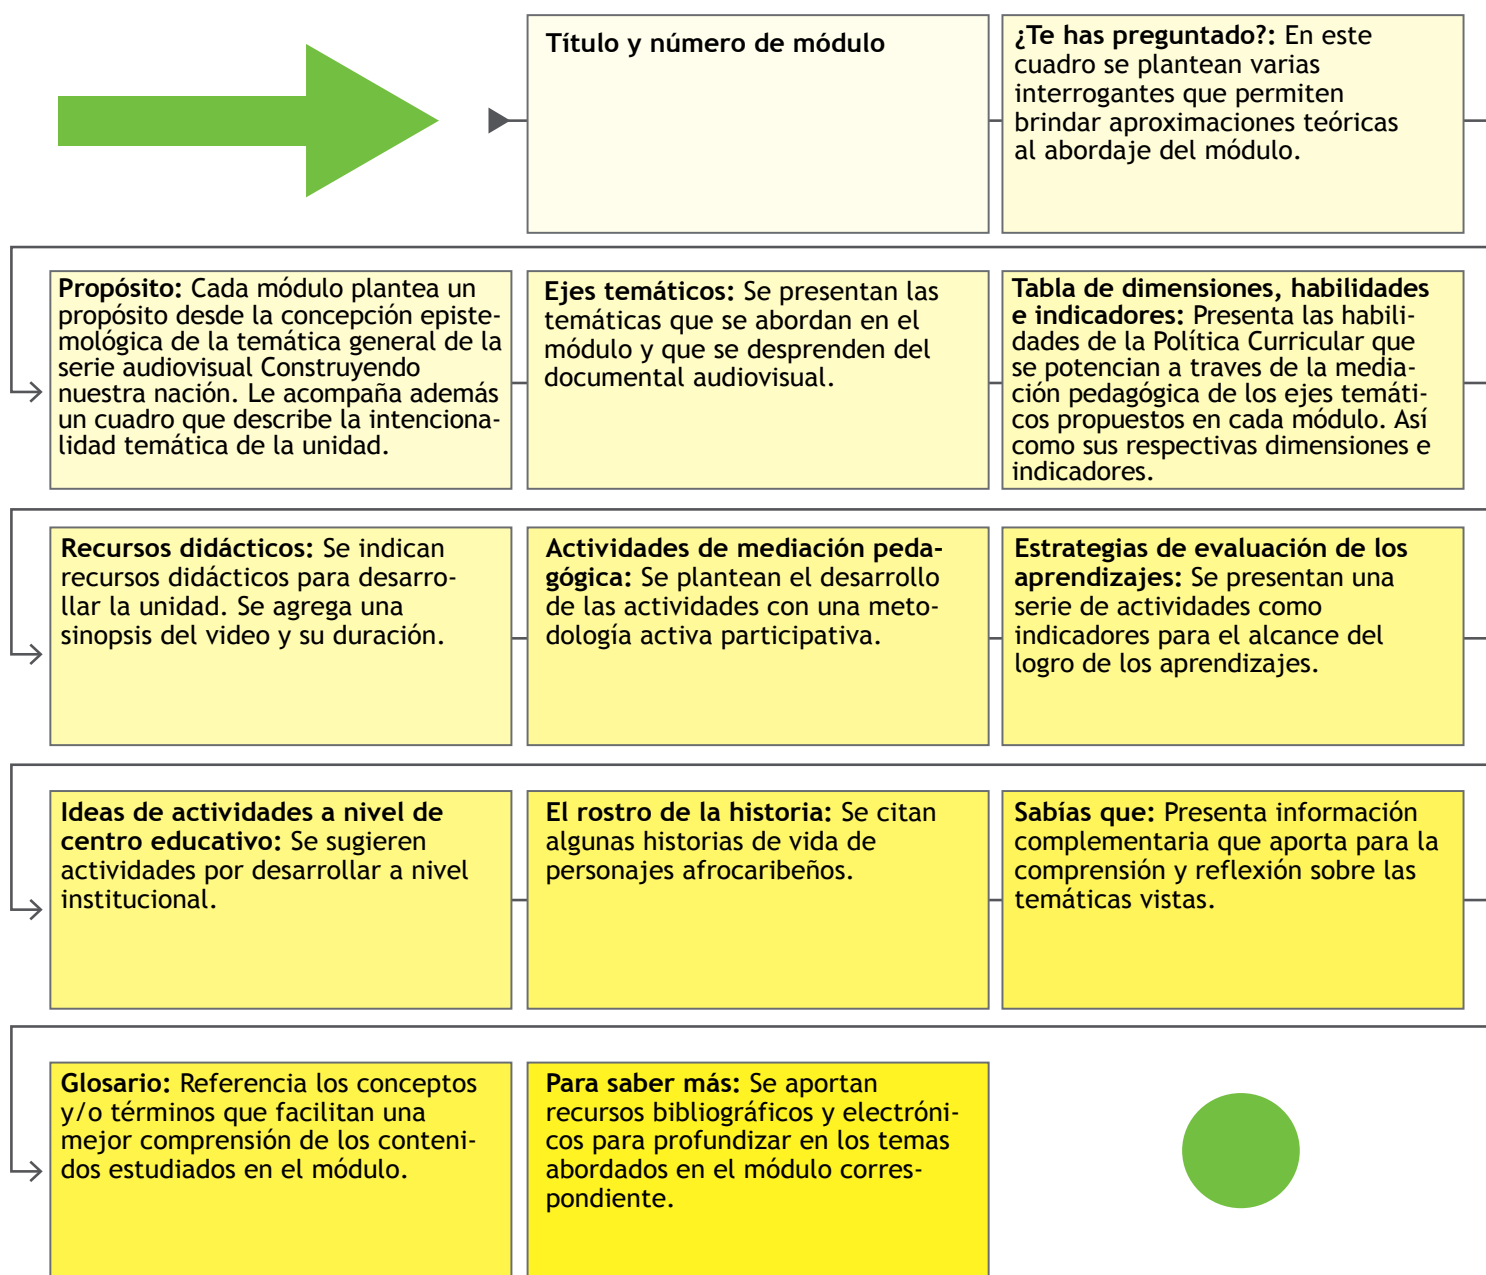 Título y número de módulo
¿Te has preguntado?: En este
cuadro se plantean varias
interrogantes que permiten
brindar aproximaciones teóricas
al abordaje del módulo.
Propósito: Cada módulo plantea un
propósito desde la concepción episte-
mológica de la temática general de la
serie audiovisual Construyendo
nuestra nación. Le acompaña además
un cuadro que describe la intenciona-
lidad temática de la unidad.
Ejes temáticos: Se presentan las
temáticas que se abordan en el
módulo y que se desprenden del
documental audiovisual.
Tabla de dimensiones, habilidades
e indicadores: Presenta las habili-
dades de la Política Curricular que
se potencian a traves de la media-
ción pedagógica de los ejes temáti-
cos propuestos en cada módulo. Así
como sus respectivas dimensiones e
indicadores.
Recursos didácticos: Se indican
recursos didácticos para desarro-
llar la unidad. Se agrega una
sinopsis del video y su duración.
Actividades de mediación peda-
gógica: Se plantean el desarrollo
de las actividades con una meto-
dología activa participativa.
Estrategias de evaluación de los
aprendizajes: Se presentan una
serie de actividades como
indicadores para el alcance del
logro de los aprendizajes.
Ideas de actividades a nivel de
centro educativo: Se sugieren
actividades por desarrollar a nivel
institucional.
El rostro de la historia: Se citan
algunas historias de vida de
personajes afrocaribeños.
Sabías que: Presenta información
complementaria que aporta para la
comprensión y reflexión sobre las
temáticas vistas.
Glosario: Referencia los conceptos
y/o términos que facilitan una
mejor comprensión de los conteni-
dos estudiados en el módulo.
Para saber más: Se aportan
recursos bibliográficos y electróni-
cos para profundizar en los temas
abordados en el módulo corres-
pondiente.